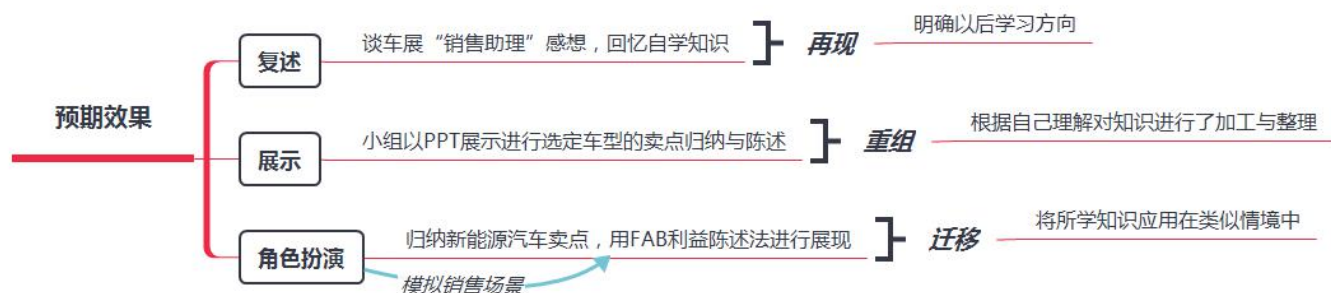 预期效果
复述
谈车展“销售助理”感想，回忆自学知识
再现
明确以后学习方向
展示
小组以PPT展示进行选定车型的卖点归纳与陈述
重组
根据自己理解对知识进行了加工与整理
角色扮演
归纳新能源汽车卖点，用FAB利益陈述法进行展现
迁移
将所学知识应用在类似情境中
模拟销售场景